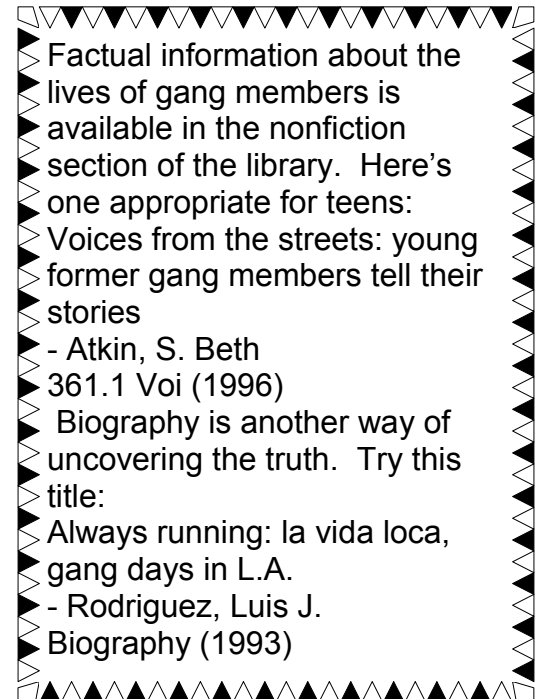 Factual information about the
lives of gang members is
available in the nonfiction
section of the library.  Here’s
one appropriate for teens:
Voices from the streets: young
former gang members tell their
stories
- Atkin, S. Beth
361.1 Voi (1996)
Biography is another way of
uncovering the truth.  Try this
title:
Always running: la vida loca,
gang days in L.A.
- Rodriguez, Luis J.
Biography (1993)